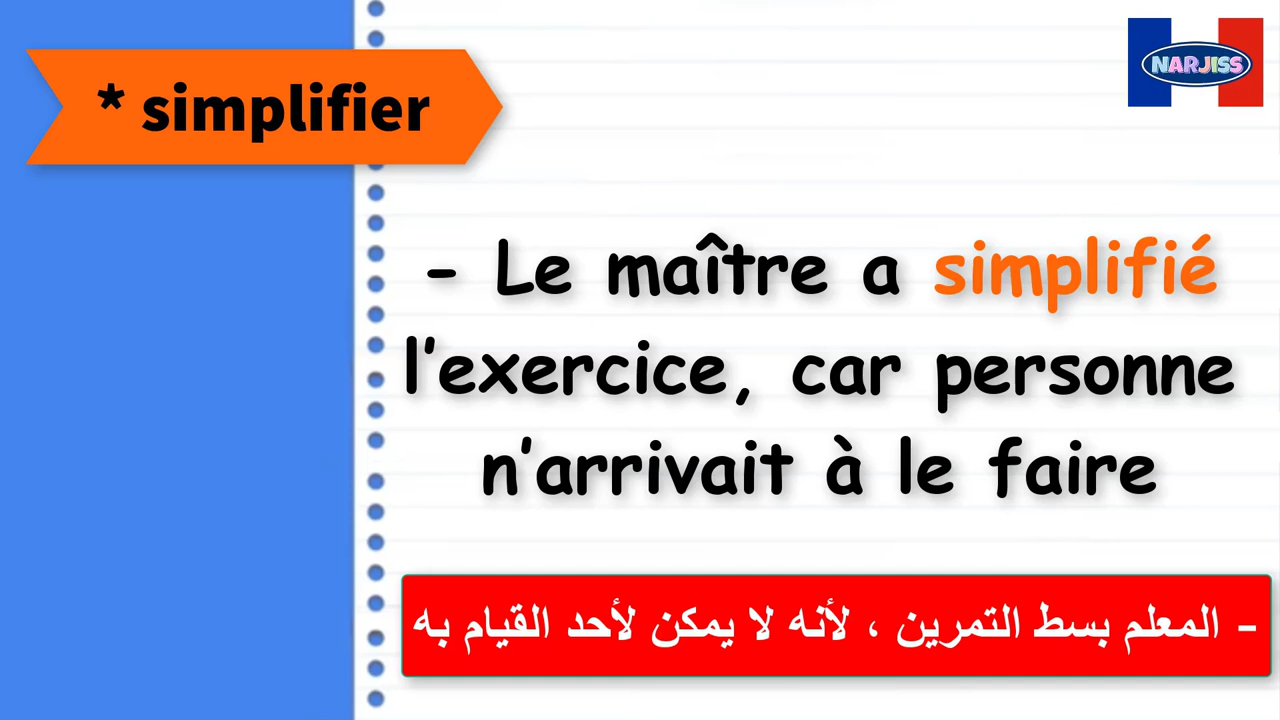 * simplifier
NARJISS
- Le maître a simplifié
l'exercice, car personne
n'arrivait à le faire
- المعلم بسط التمرين ، لأنه لا يمكن لأحد القيام به